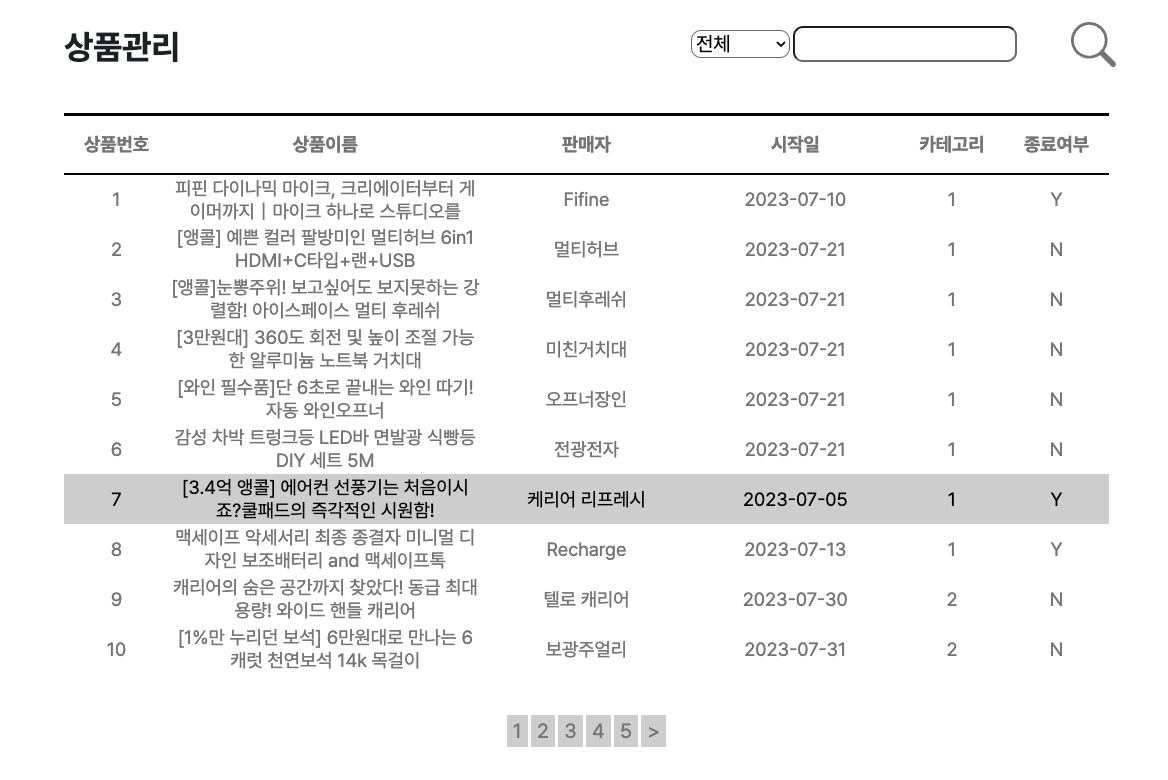 상품관리
전체
상품번호 상품이름 판매자 시작일 카테고리 종료여부
1 피핀 다이나믹 마이크, 크리에이터부터 게 Fifine 2023-07-10 1 Y
이머까지 | 마이크 하나로 스튜디오를
2 [앵콜] 예쁜 컬러 팔방미인 멀티허브 6in1 멀티허브 2023-07-21 1 N
HDMI+C타입+랜+USB
3 [앵콜]눈뽕주위! 보고싶어도 보지못하는 강 멀티후레쉬 2023-07-21 1 N
렬함! 아이스페이스 멀티 후레쉬
4 [3만원대] 360도 회전 및 높이 조절 가능 미친거치대 2023-07-21 1 N
한 알루미늄 노트북 거치대
5 [와인 필수품]단 6초로 끝내는 와인 따기! 오프너장인 2023-07-21 1 N
자동 와인오프너
6 감성 차박 트렁크등 LED바 면발광 식빵등 전광전자 2023-07-21 1 N
DIY 세트 5M
7 [3.4억 앵콜] 에어컨 선풍기는 처음이시 케리어 리프레시 2023-07-05 1 Y
죠?쿨패드의 즉각적인 시원함!
8 맥세이프 악세서리 최종 종결자 미니멀 디 Recharge 2023-07-13 1 Y
자인 보조배터리 and 맥세이프톡
9 캐리어의 숨은 공간까지 찾았다! 동급 최대 텔로 캐리어 2023-07-30 2 N
용량! 와이드 핸들 캐리어
10 [1%만 누리던 보석] 6만원대로 만나는 6 보광주얼리 2023-07-31 2 N
캐럿 천연보석 14k 목걸이
1 2 3 4 5 >